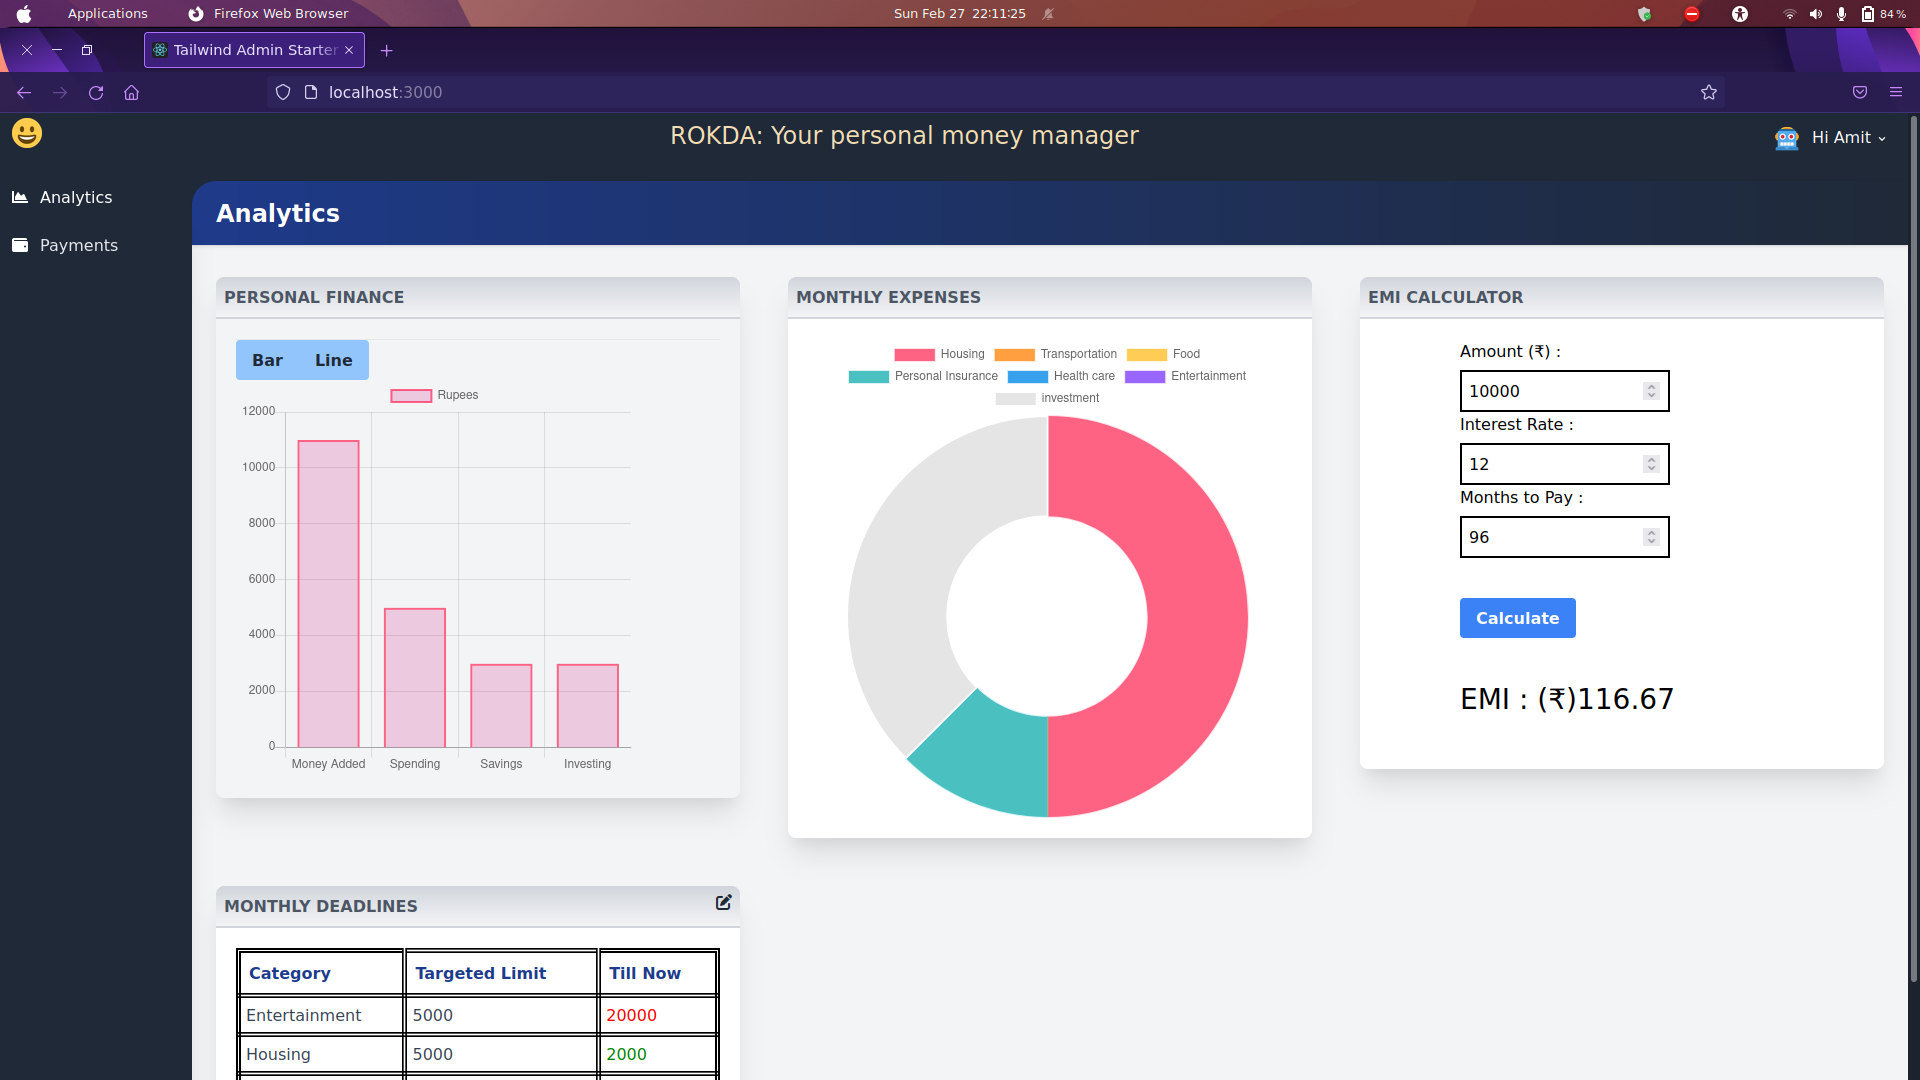 Applications Firefox Web Browser Sun Feb 27 22:11:25 84 %
Tailwind Admin Starter
localhost:3000
ROKDA: Your personal money manager
Hi Amit
Analytics
Payments
Analytics
PERSONAL FINANCE
Bar Line
Rupees
12000
10000
8000
6000
4000
2000
0
Money Added Spending Savings Investing
MONTHLY EXPENSES
Housing Transportation Food
Personal Insurance Health care Entertainment
investment
EMI CALCULATOR
Amount (₹) :
10000
Interest Rate :
12
Months to Pay :
96
Calculate
EMI : (₹)116.67
MONTHLY DEADLINES
Category Targeted Limit Till Now
Entertainment 5000 20000
Housing 5000 2000